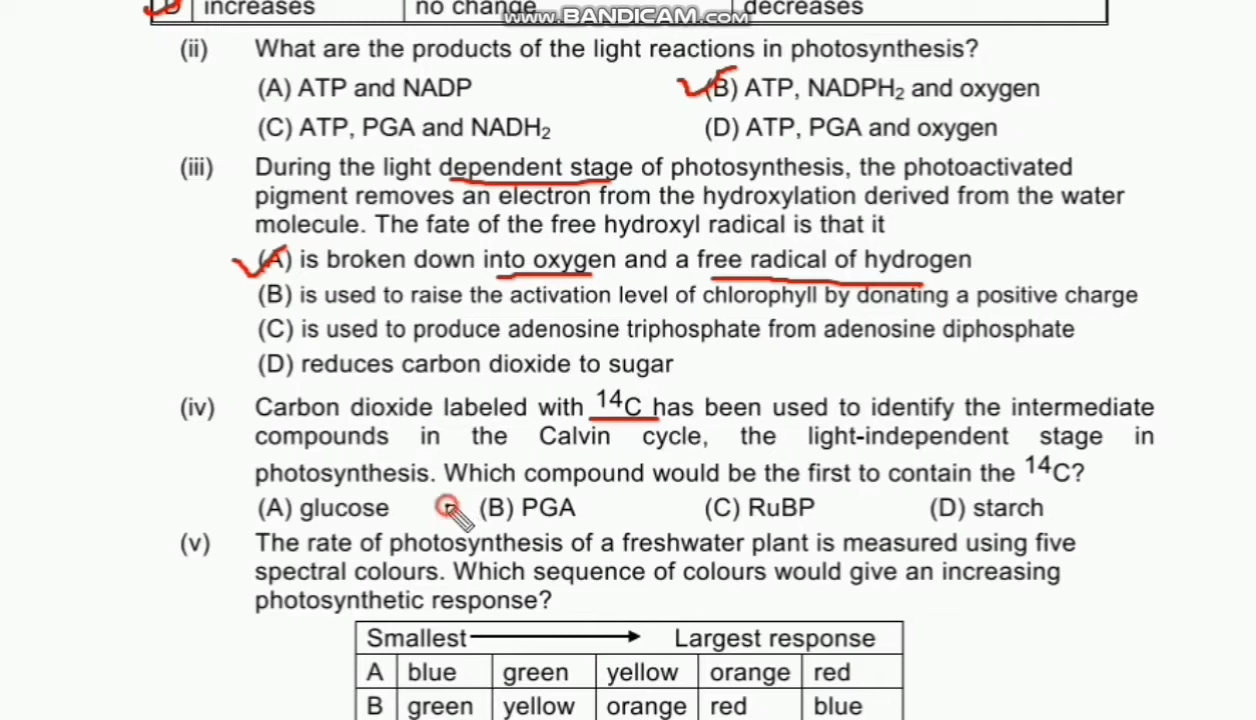 increases no change decreases
www.BANDICAM.com
(ii) What are the products of the light reactions in photosynthesis?
(A) ATP and NADP (B) ATP, NADPH₂ and oxygen
(C) ATP, PGA and NADH₂ (D) ATP, PGA and oxygen
(iii) During the light dependent stage of photosynthesis, the photoactivated
pigment removes an electron from the hydroxylation derived from the water
molecule. The fate of the free hydroxyl radical is that it
(A) is broken down into oxygen and a free radical of hydrogen
(B) is used to raise the activation level of chlorophyll by donating a positive charge
(C) is used to produce adenosine triphosphate from adenosine diphosphate
(D) reduces carbon dioxide to sugar
(iv) Carbon dioxide labeled with ¹⁴C has been used to identify the intermediate
compounds in the Calvin cycle, the light-independent stage in
photosynthesis. Which compound would be the first to contain the ¹⁴C?
(A) glucose (B) PGA (C) RuBP (D) starch
(v) The rate of photosynthesis of a freshwater plant is measured using five
spectral colours. Which sequence of colours would give an increasing
photosynthetic response?
Smallest Largest response
A blue green yellow orange red
B green yellow orange red blue